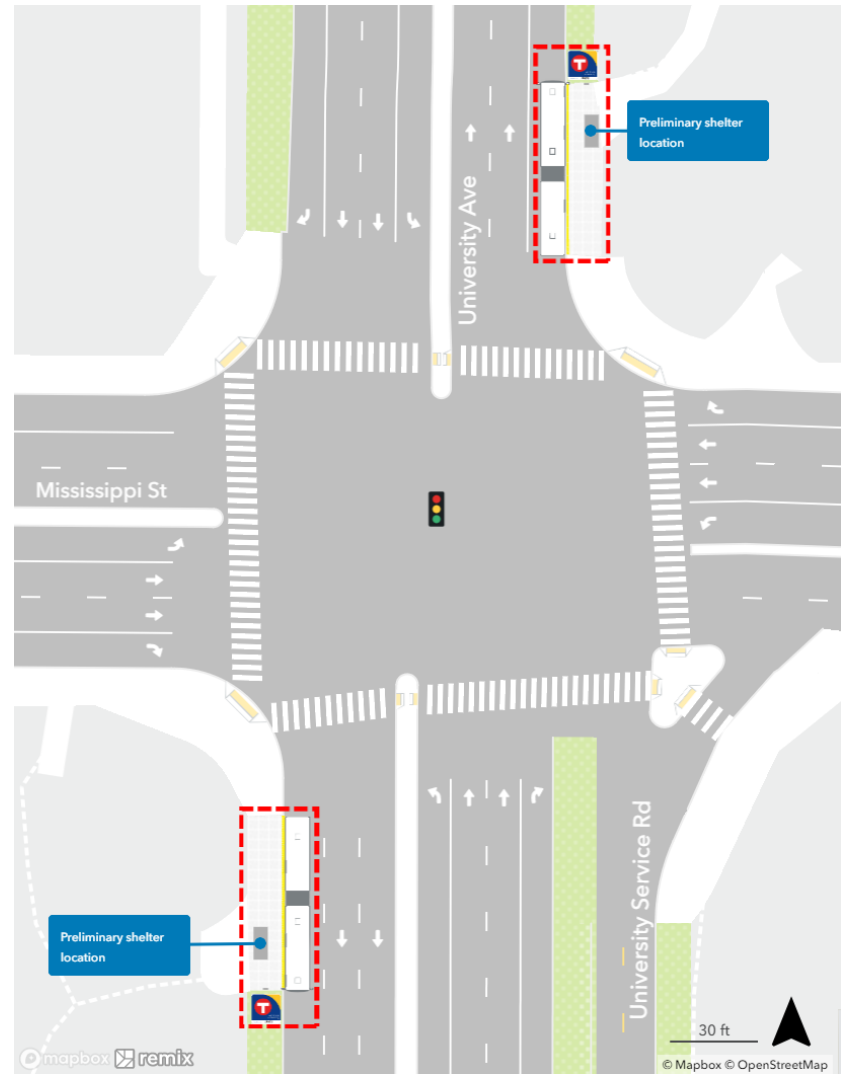 Preliminary shelter
location
University Ave
Mississippi St
University Service Rd
Preliminary shelter
location
T
30 ft
mapbox remix
© Mapbox © OpenStreetMap